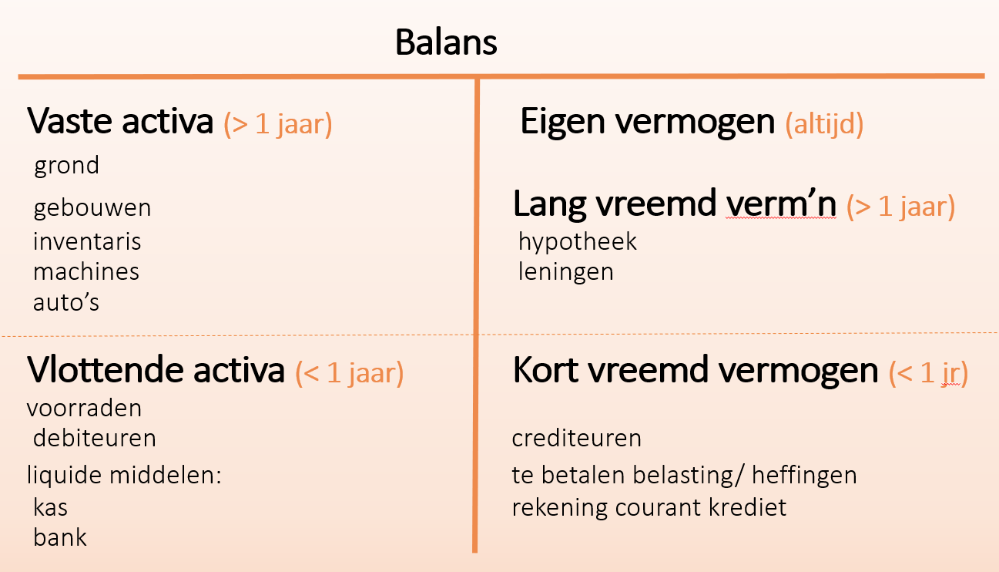 Balans
Vaste activa (> 1 jaar)
grond
gebouwen
inventaris
machines
auto’s
Vlottende activa (< 1 jaar)
voorraden
debiteuren
liquide middelen:
kas
bank
Eigen vermogen (altijd)
Lang vreemd verm’n (> 1 jaar)
hypotheek
leningen
Kort vreemd vermogen (< 1 jr)
crediteuren
te betalen belasting/ heffingen
rekening courant krediet